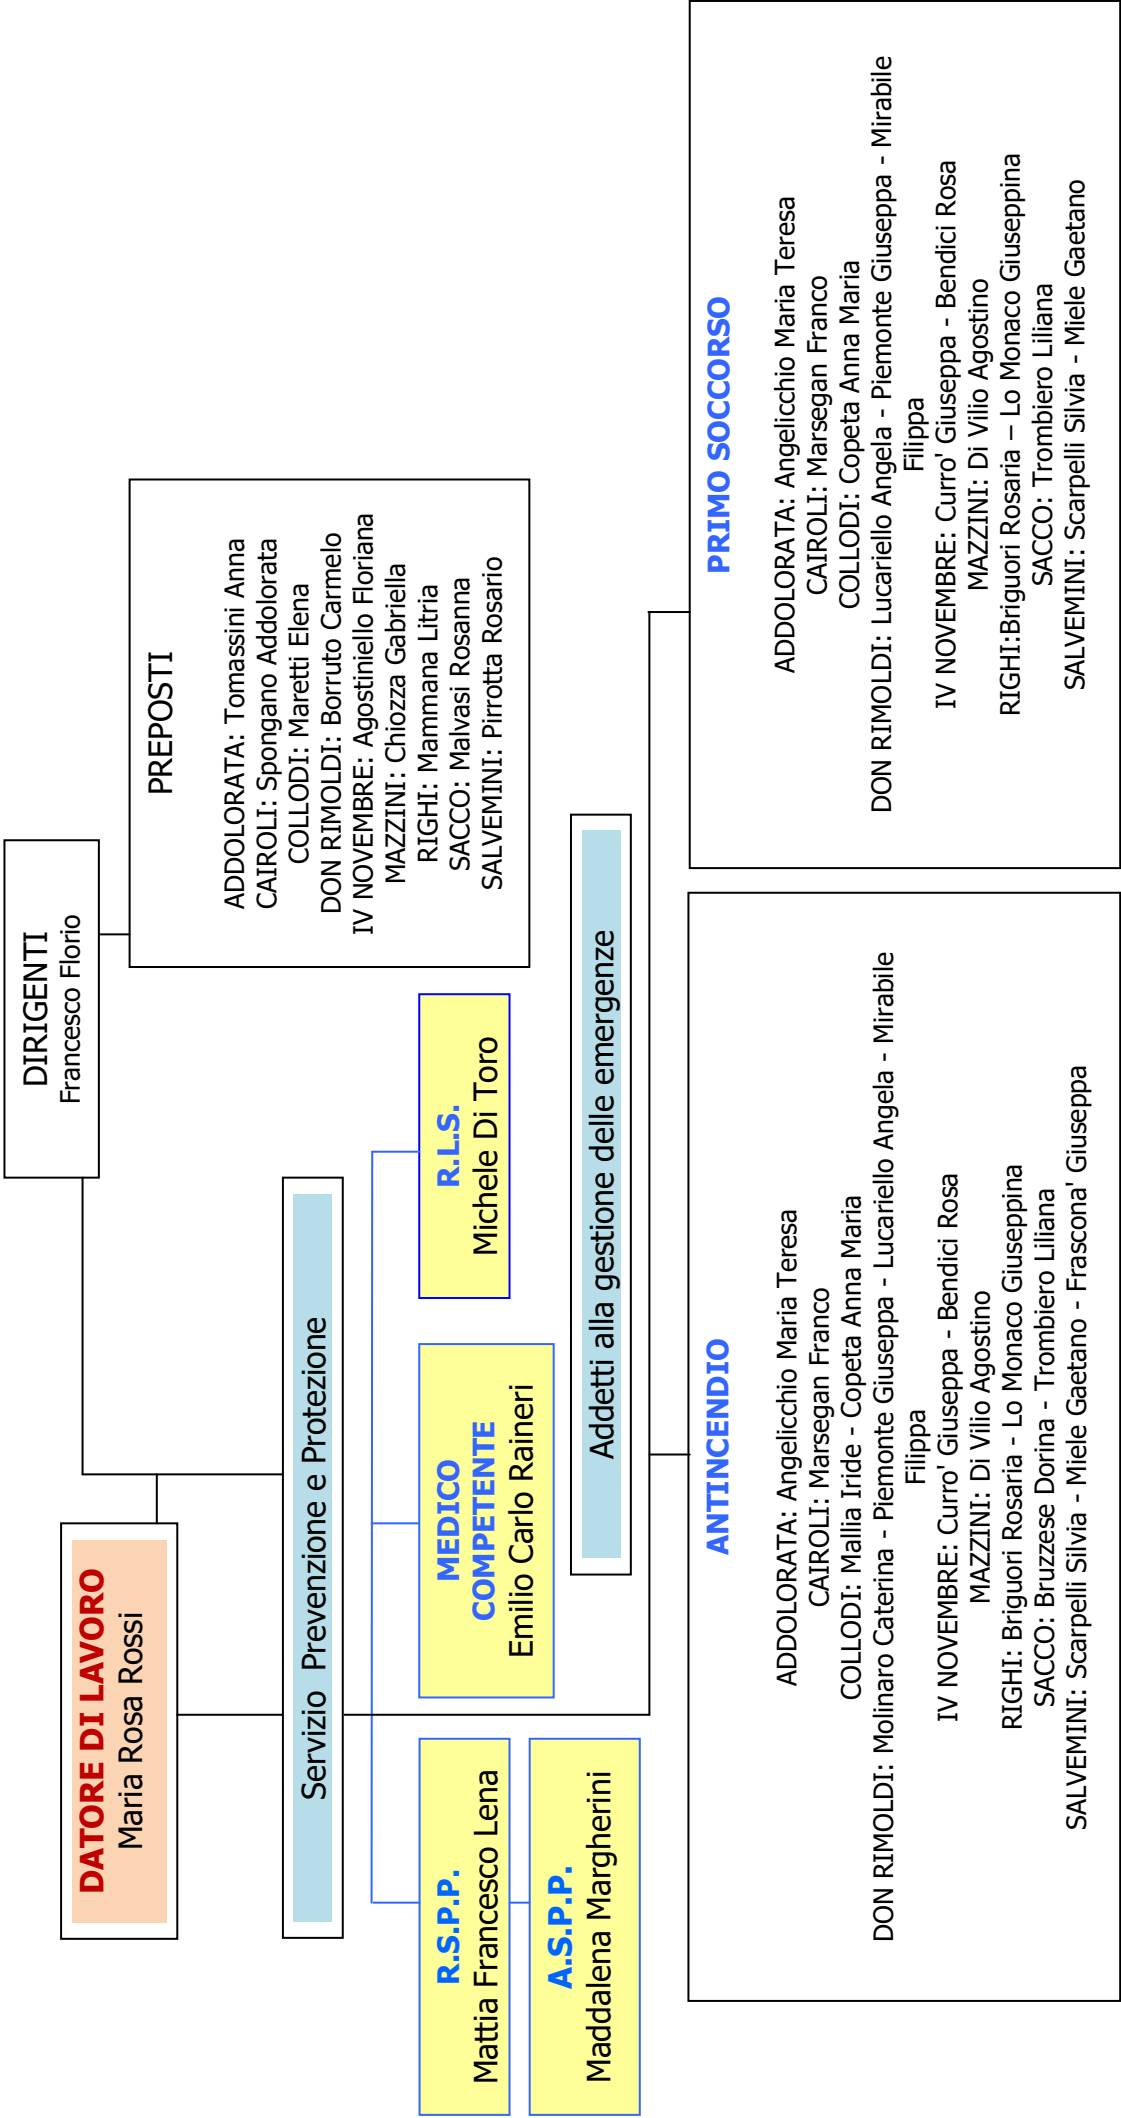 DATORE DI LAVORO
Maria Rosa Rossi
DIRIGENTI
Francesco Florio
PREPOSTI
ADDOLORATA: Tomassini Anna
CAIROLI: Spongano Addolorata
COLLODI: Maretti Elena
DON RIMOLDI: Borruto Carmelo
IV NOVEMBRE: Agostiniello Floriana
MAZZINI: Chiozza Gabriella
RIGHI: Mammana Litria
SACCO: Malvasi Rosanna
SALVEMINI: Pirrotta Rosario
Servizio Prevenzione e Protezione
R.S.P.P.
Mattia Francesco Lena
A.S.P.P.
Maddalena Margherini
MEDICO
COMPETENTE
Emilio Carlo Raineri
R.L.S.
Michele Di Toro
Addetti alla gestione delle emergenze
ANTINCENDIO
ADDOLORATA: Angelicchio Maria Teresa
CAIROLI: Marsegan Franco
COLLODI: Mallia Iride - Copeta Anna Maria
DON RIMOLDI: Molinaro Caterina - Piemonte Giuseppa - Lucariello Angela - Mirabile
Filippa
IV NOVEMBRE: Curro' Giuseppa - Bendici Rosa
MAZZINI: Di Vilio Agostino
RIGHI: Briguori Rosaria - Lo Monaco Giuseppina
SACCO: Bruzzese Dorina - Trombiero Liliana
SALVEMINI: Scarpelli Silvia - Miele Gaetano - Frascona' Giuseppa
PRIMO SOCCORSO
ADDOLORATA: Angelicchio Maria Teresa
CAIROLI: Marsegan Franco
COLLODI: Copeta Anna Maria
DON RIMOLDI: Lucariello Angela - Piemonte Giuseppa - Mirabile
Filippa
IV NOVEMBRE: Curro' Giuseppa - Bendici Rosa
MAZZINI: Di Vilio Agostino
RIGHI:Briguori Rosaria – Lo Monaco Giuseppina
SACCO: Trombiero Liliana
SALVEMINI: Scarpelli Silvia - Miele Gaetano